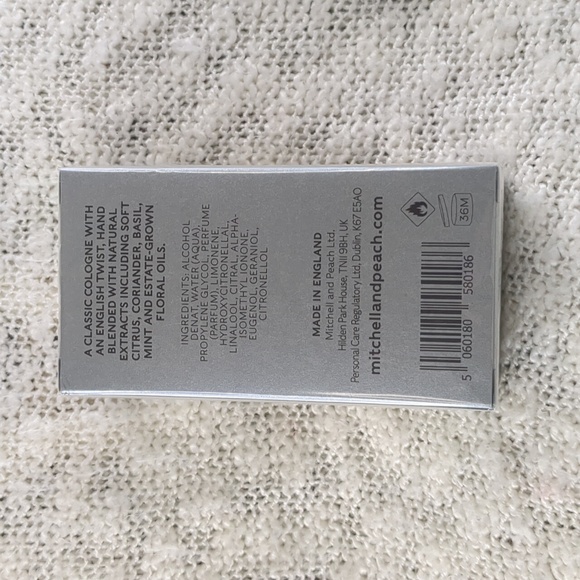 A CLASSIC COLOGNE WITH
AN ENGLISH TWIST, HAND
BLENDED WITH NATURAL
EXTRACTS INCLUDING SOFT
CITRUS, CORIANDER, BASIL,
MINT AND ESTATE-GROWN
FLORAL OILS.
INGREDIENTS: ALCOHOL
DENAT, WATER (AQUA),
PROPYLENE GLYCOL, PERFUME
(PARFUM), LIMONENE,
HYDROXYCITRONELLAL,
LINALOOL, CITRAL, ALPHA-
ISOMETHYL IONONE,
EUGENOL, GERANIOL,
CITRONELLOL
MADE IN ENGLAND
Mitchell and Peach Ltd,
Hilden Park House, TN11 9BH, UK
Personal Care Regulatory Ltd, Dublin, K67 E5A0
mitchellandpeach.com
36M
5 060180 580196